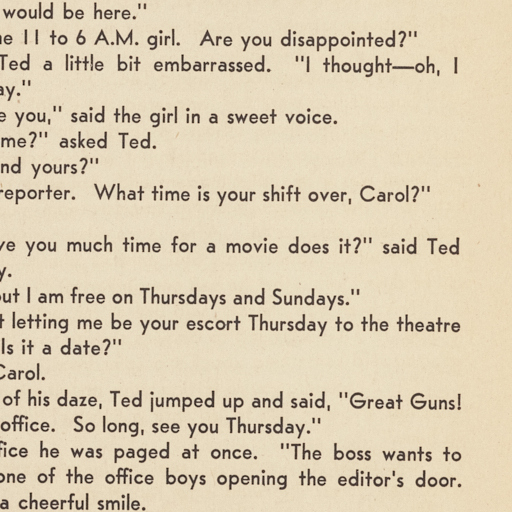 would be here."
11 to 6 A.M. girl. Are you disappointed?"
Ted a little bit embarrassed. "I thought—oh, I
you," said the girl in a sweet voice.
me?" asked Ted.
yours?"
reporter. What time is your shift over, Carol?"
you much time for a movie does it?" said Ted
but I am free on Thursdays and Sundays."
letting me be your escort Thursday to the theatre
Is it a date?"
Carol.
of his daze, Ted jumped up and said, "Great Guns!
office. So long, see you Thursday."
he was paged at once. "The boss wants to
one of the office boys opening the editor's door.
a cheerful smile.